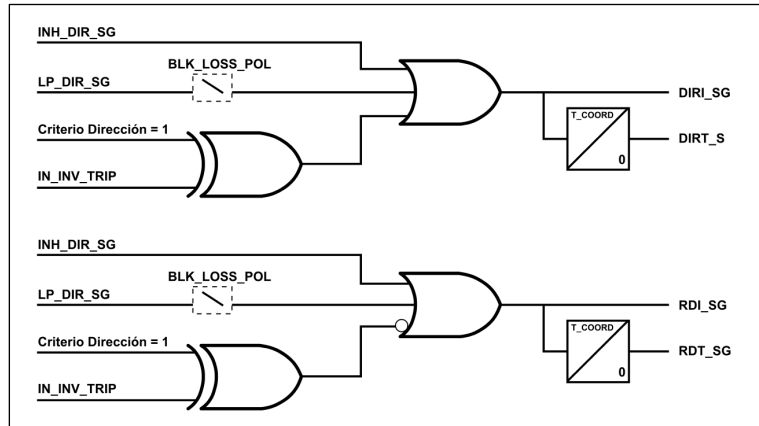 INH_DIR_SG
BLK_LOSS_POL
LP_DIR_SG
DIRI_SG
T_COORD
Criterio Dirección = 1
DIRT_S
0
IN_INV_TRIP
INH_DIR_SG
BLK_LOSS_POL
LP_DIR_SG
RDI_SG
T_COORD
Criterio Dirección = 1
RDT_SG
0
IN_INV_TRIP